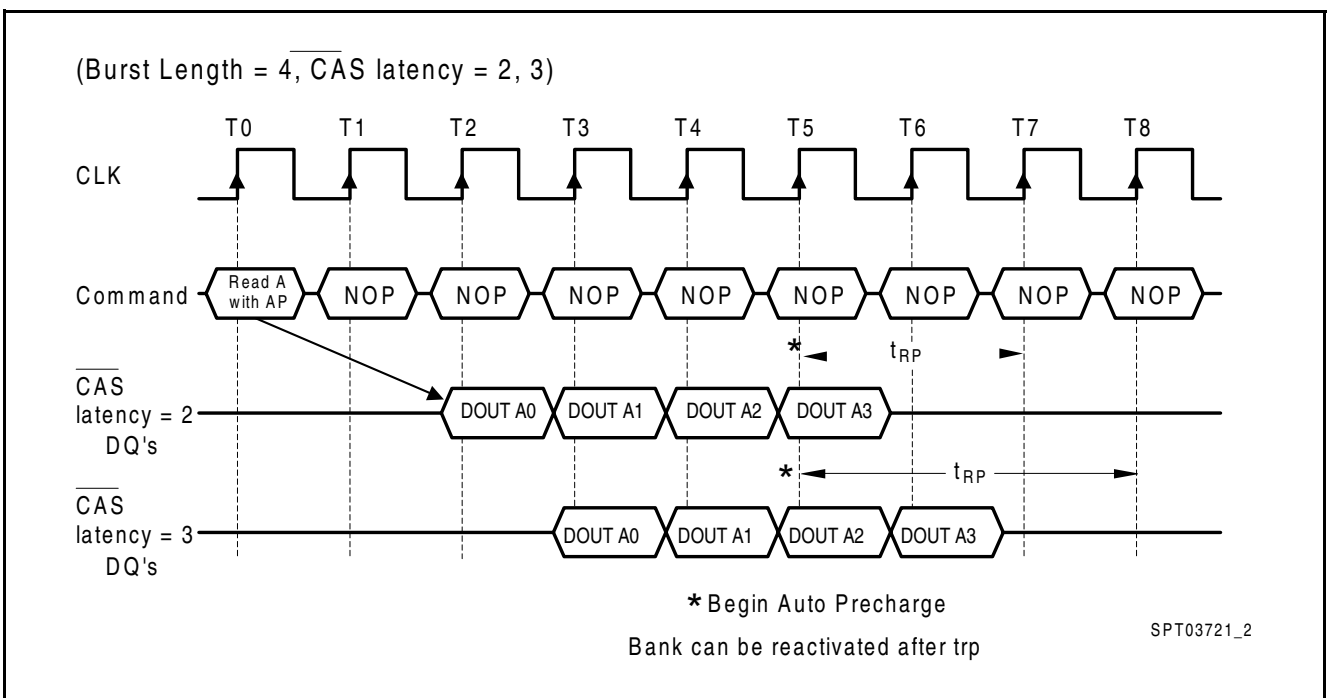 (Burst Length = 4, CAS latency = 2, 3)
T0 T1 T2 T3 T4 T5 T6 T7 T8
CLK
Command Read A with AP NOP NOP NOP NOP NOP NOP NOP NOP
* tRP
CAS
latency = 2
DQ's
DOUT A0 DOUT A1 DOUT A2 DOUT A3
* tRP
CAS
latency = 3
DQ's
DOUT A0 DOUT A1 DOUT A2 DOUT A3
* Begin Auto Precharge
Bank can be reactivated after trp
SPT03721_2